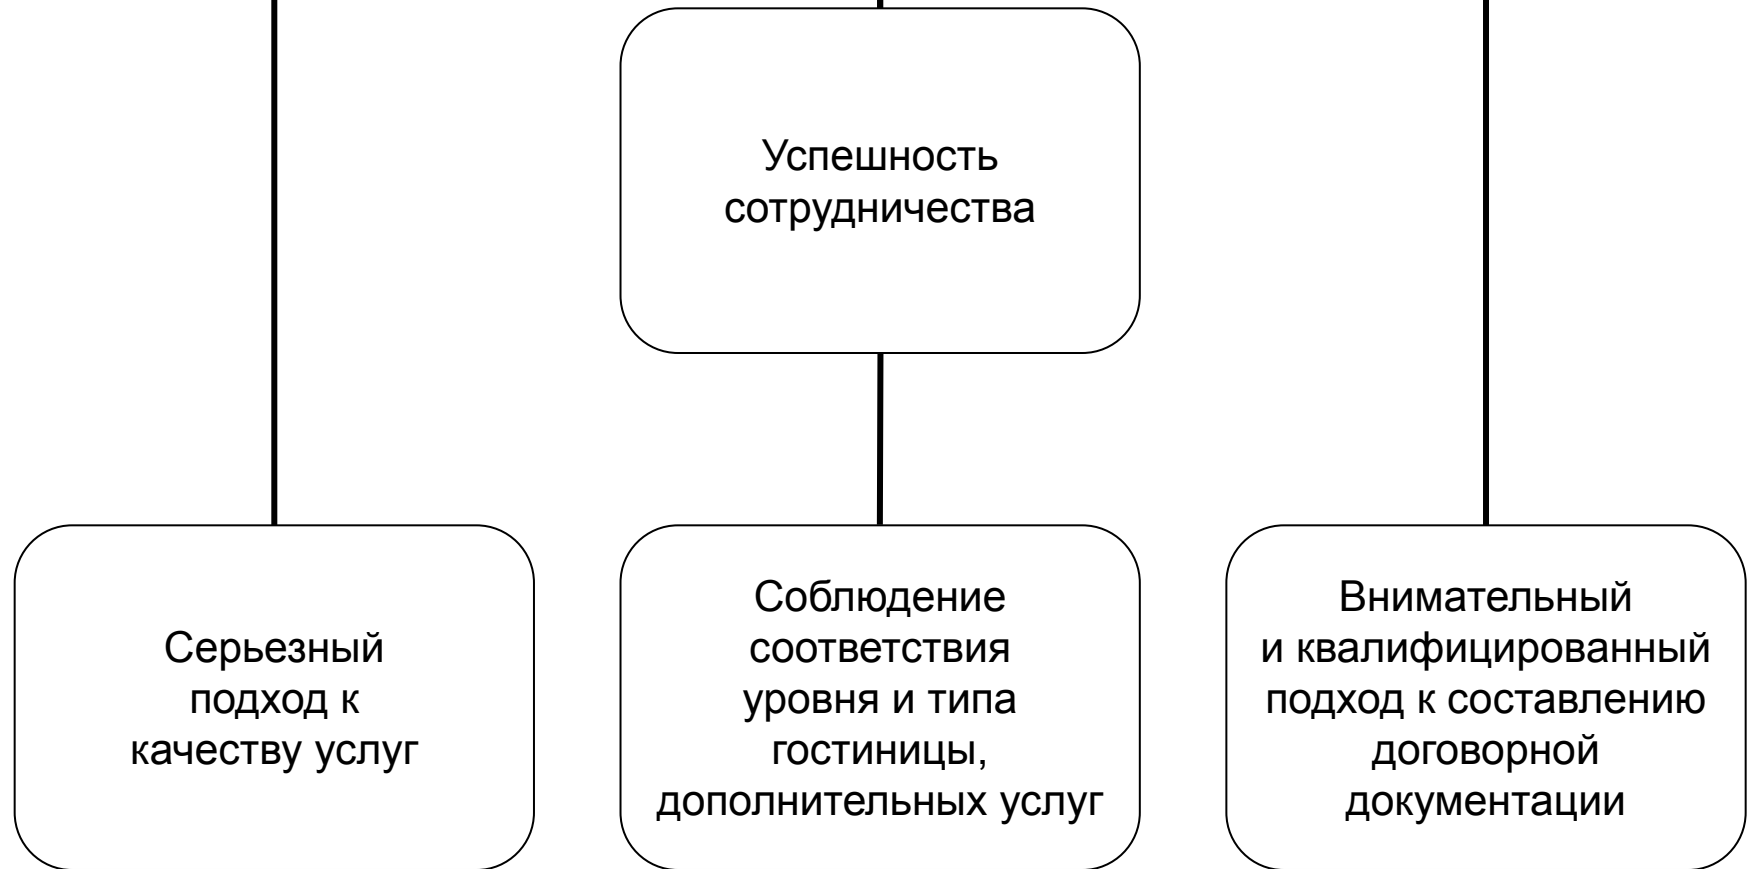 Успешность
сотрудничества
Серьезный
подход к
качеству услуг
Соблюдение
соответствия
уровня и типа
гостиницы,
дополнительных услуг
Внимательный
и квалифицированный
подход к составлению
договорной
документации